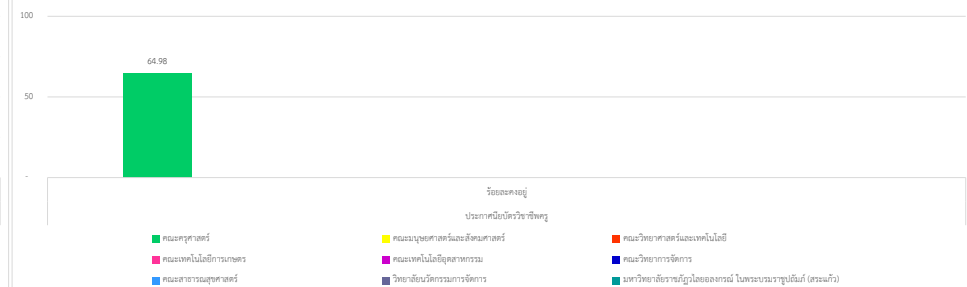 100
64.98
50
-
ร้อยละคงอยู่
ประกาศนียบัตรวิชาชีพครู
คณะครุศาสตร์ คณะมนุษยศาสตร์และสังคมศาสตร์ คณะวิทยาศาสตร์และเทคโนโลยี
คณะเทคโนโลยีการเกษตร คณะเทคโนโลยีอุตสาหกรรม คณะวิทยาการจัดการ
คณะสาธารณสุขศาสตร์ วิทยาลัยนวัตกรรมการจัดการ มหาวิทยาลัยราชภัฏวไลยอลงกรณ์ ในพระบรมราชูปถัมภ์ (สระแก้ว)